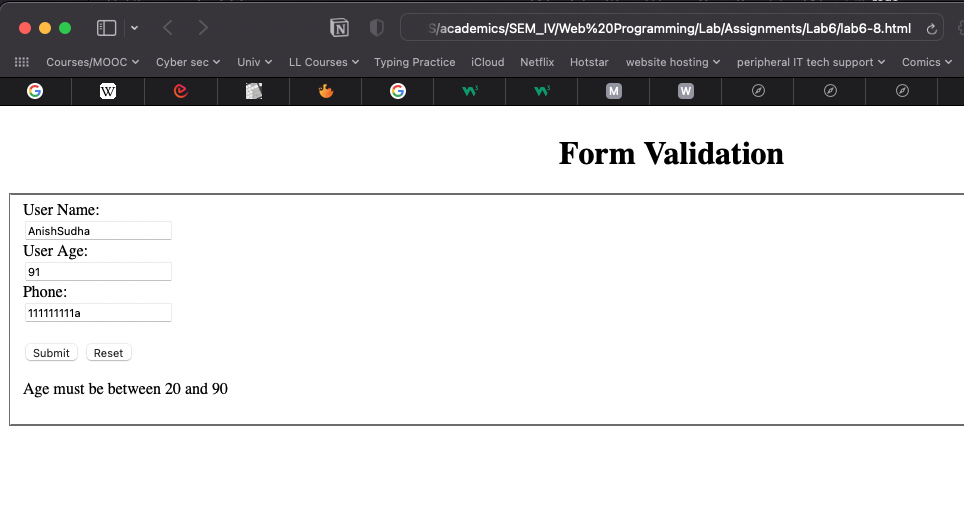 S/academics/SEM_IV/Web%20Programming/Lab/Assignments/Lab6/lab6-8.html
Courses/MOOC Cyber sec Univ LL Courses Typing Practice iCloud Netflix Hotstar website hosting peripheral IT tech support Comics
G W G W3 W3 M W
Form Validation
User Name:
AnishSudha
User Age:
91
Phone:
111111111a
Submit Reset
Age must be between 20 and 90